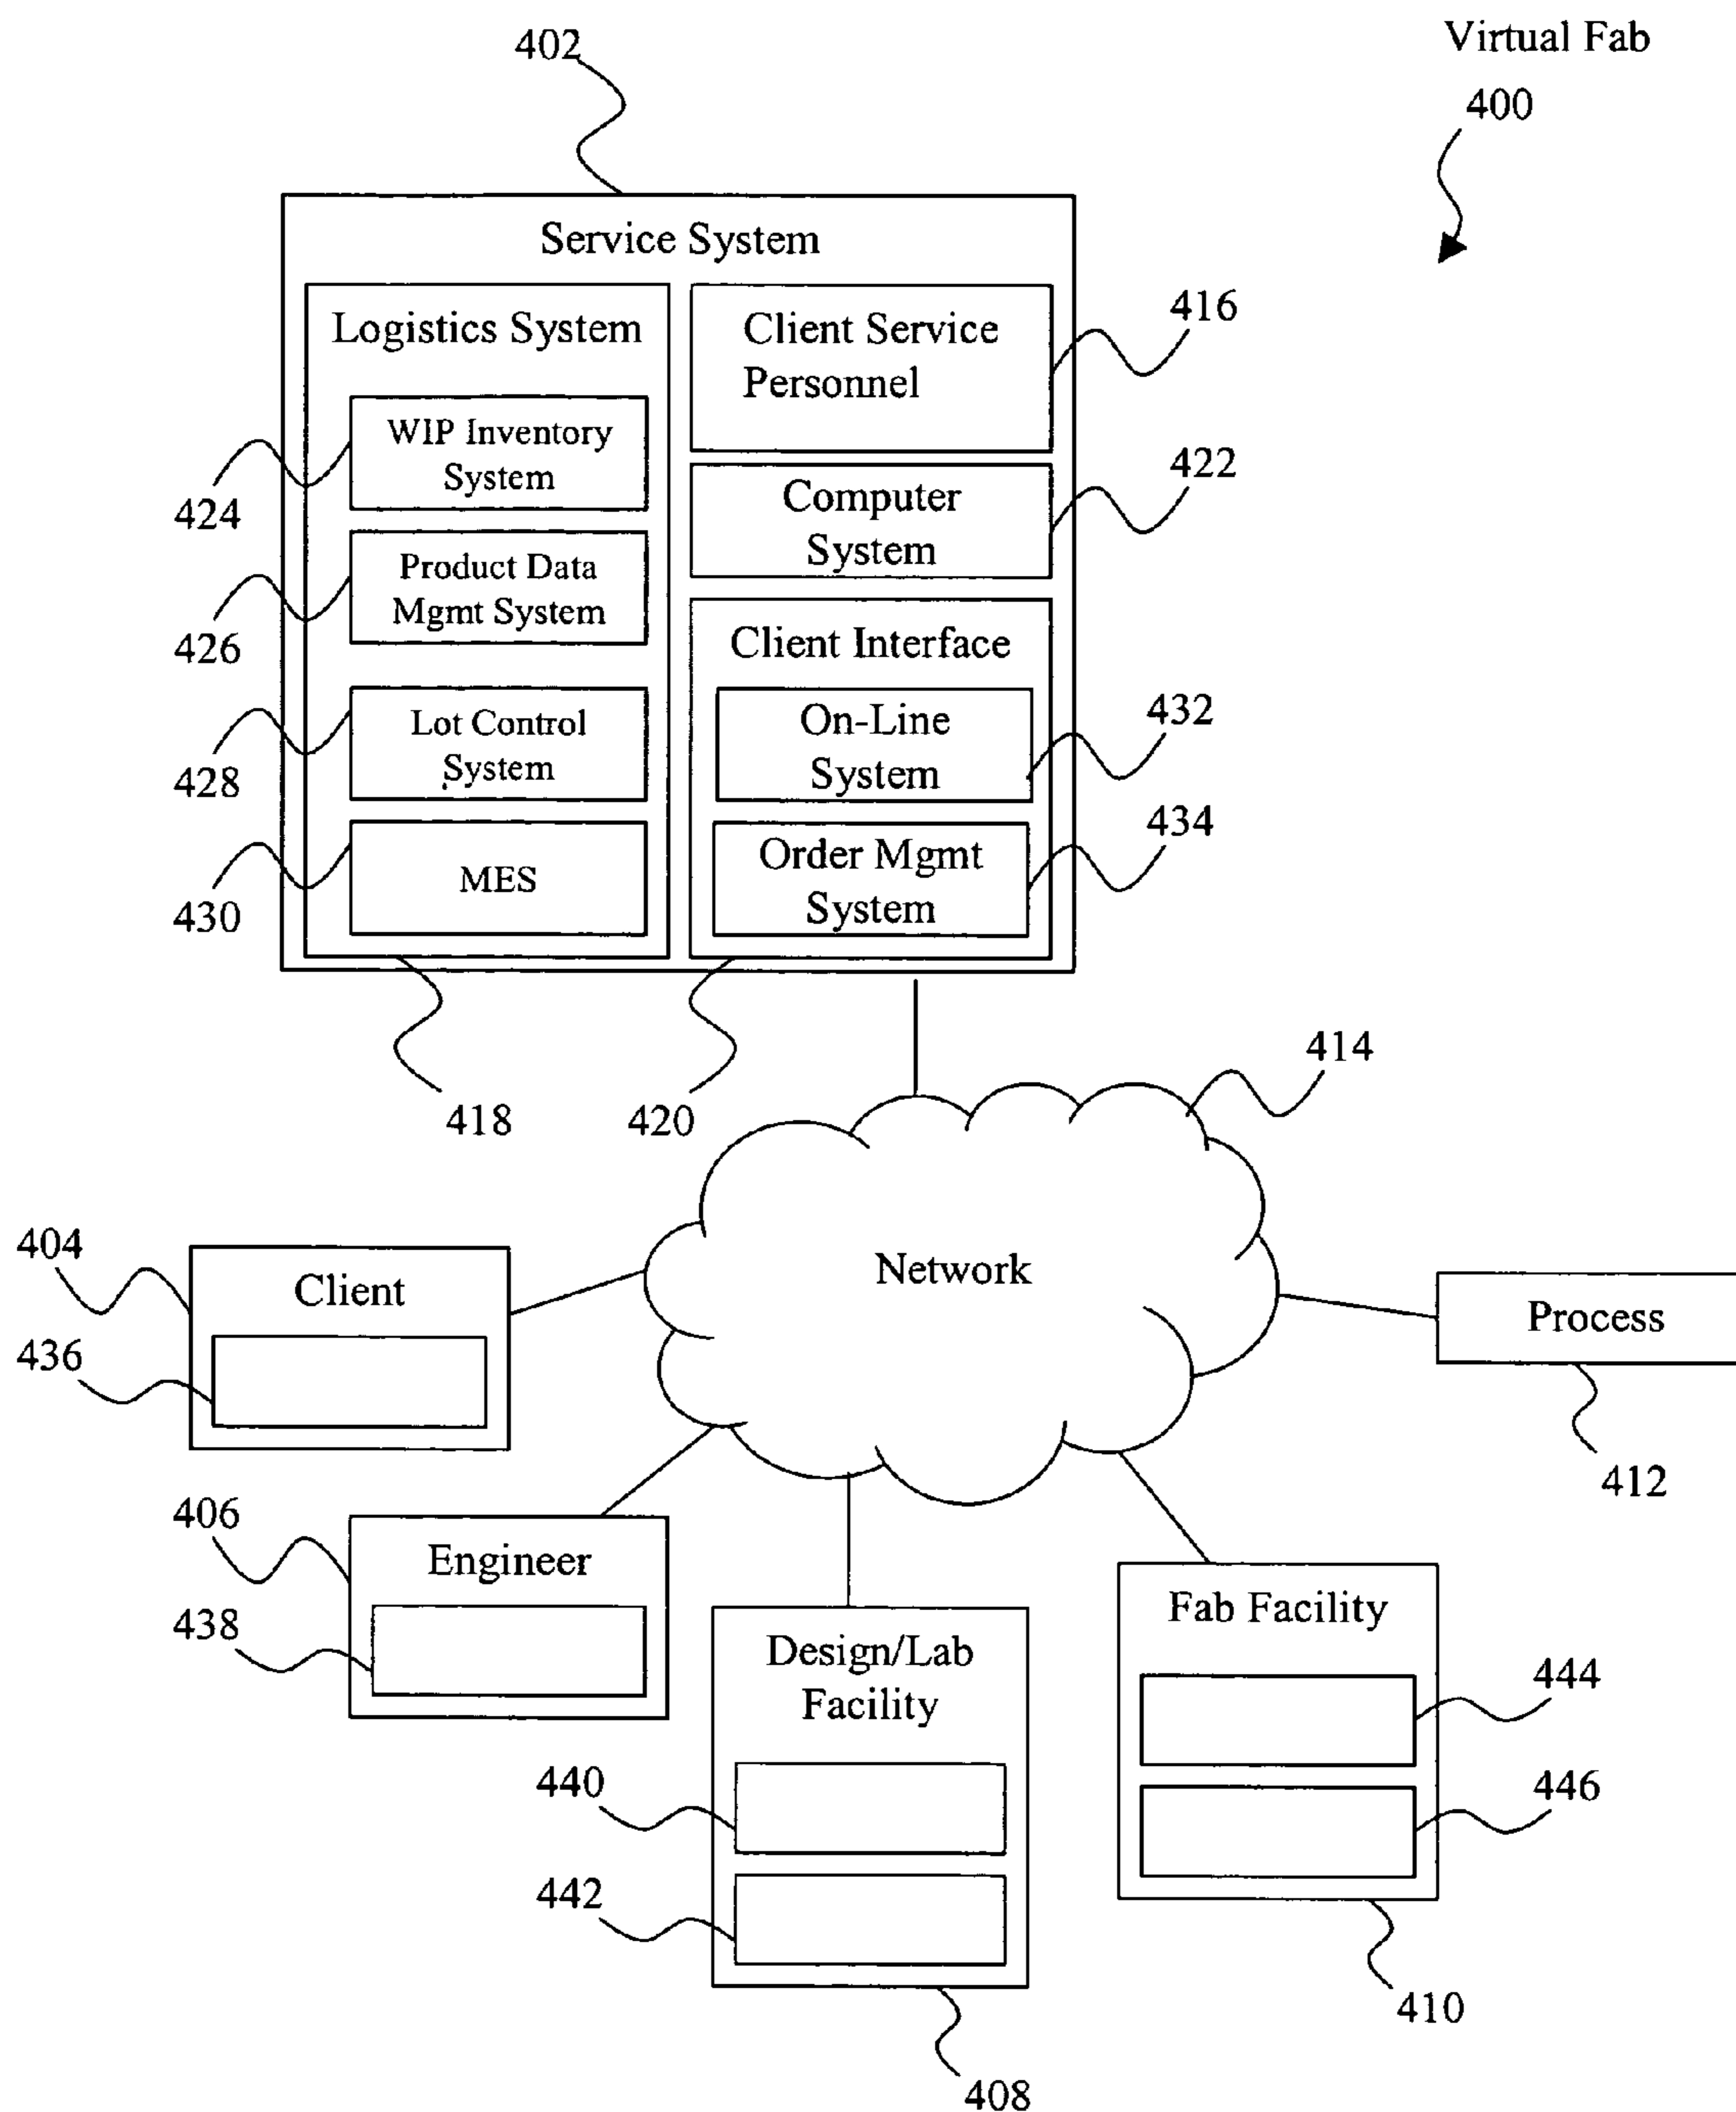 Virtual Fab
400
402
Service System
Logistics System
WIP Inventory
System
424
Product Data
Mgmt System
426
Lot Control
System
428
MES
430
418
Client Service
Personnel
416
Computer
System
422
Client Interface
On-Line
System
432
Order Mgmt
System
434
420
414
Network
404
Client
436
Process
412
406
Engineer
438
Design/Lab
Facility
440
442
408
Fab Facility
444
446
410